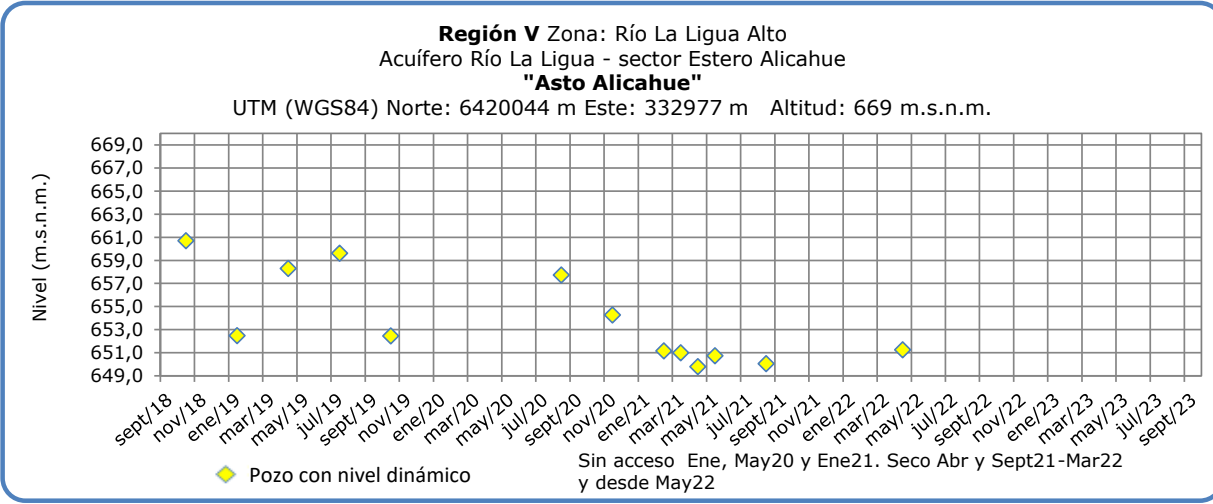 Región V Zona: Río La Ligua Alto
Acuífero Río La Ligua - sector Estero Alicahue
"Asto Alicahue"
UTM (WGS84) Norte: 6420044 m Este: 332977 m Altitud: 669 m.s.n.m.
Nivel (m.s.n.m.)
669,0
667,0
665,0
663,0
661,0
659,0
657,0
655,0
653,0
651,0
649,0
sept/18
nov/18
ene/19
mar/19
may/19
jul/19
sept/19
nov/19
ene/20
mar/20
may/20
jul/20
sept/20
nov/20
ene/21
mar/21
may/21
jul/21
sept/21
nov/21
ene/22
mar/22
may/22
jul/22
sept/22
nov/22
ene/23
mar/23
may/23
jul/23
sept/23
Pozo con nivel dinámico
Sin acceso Ene, May20 y Ene21. Seco Abr y Sept21-Mar22
y desde May22